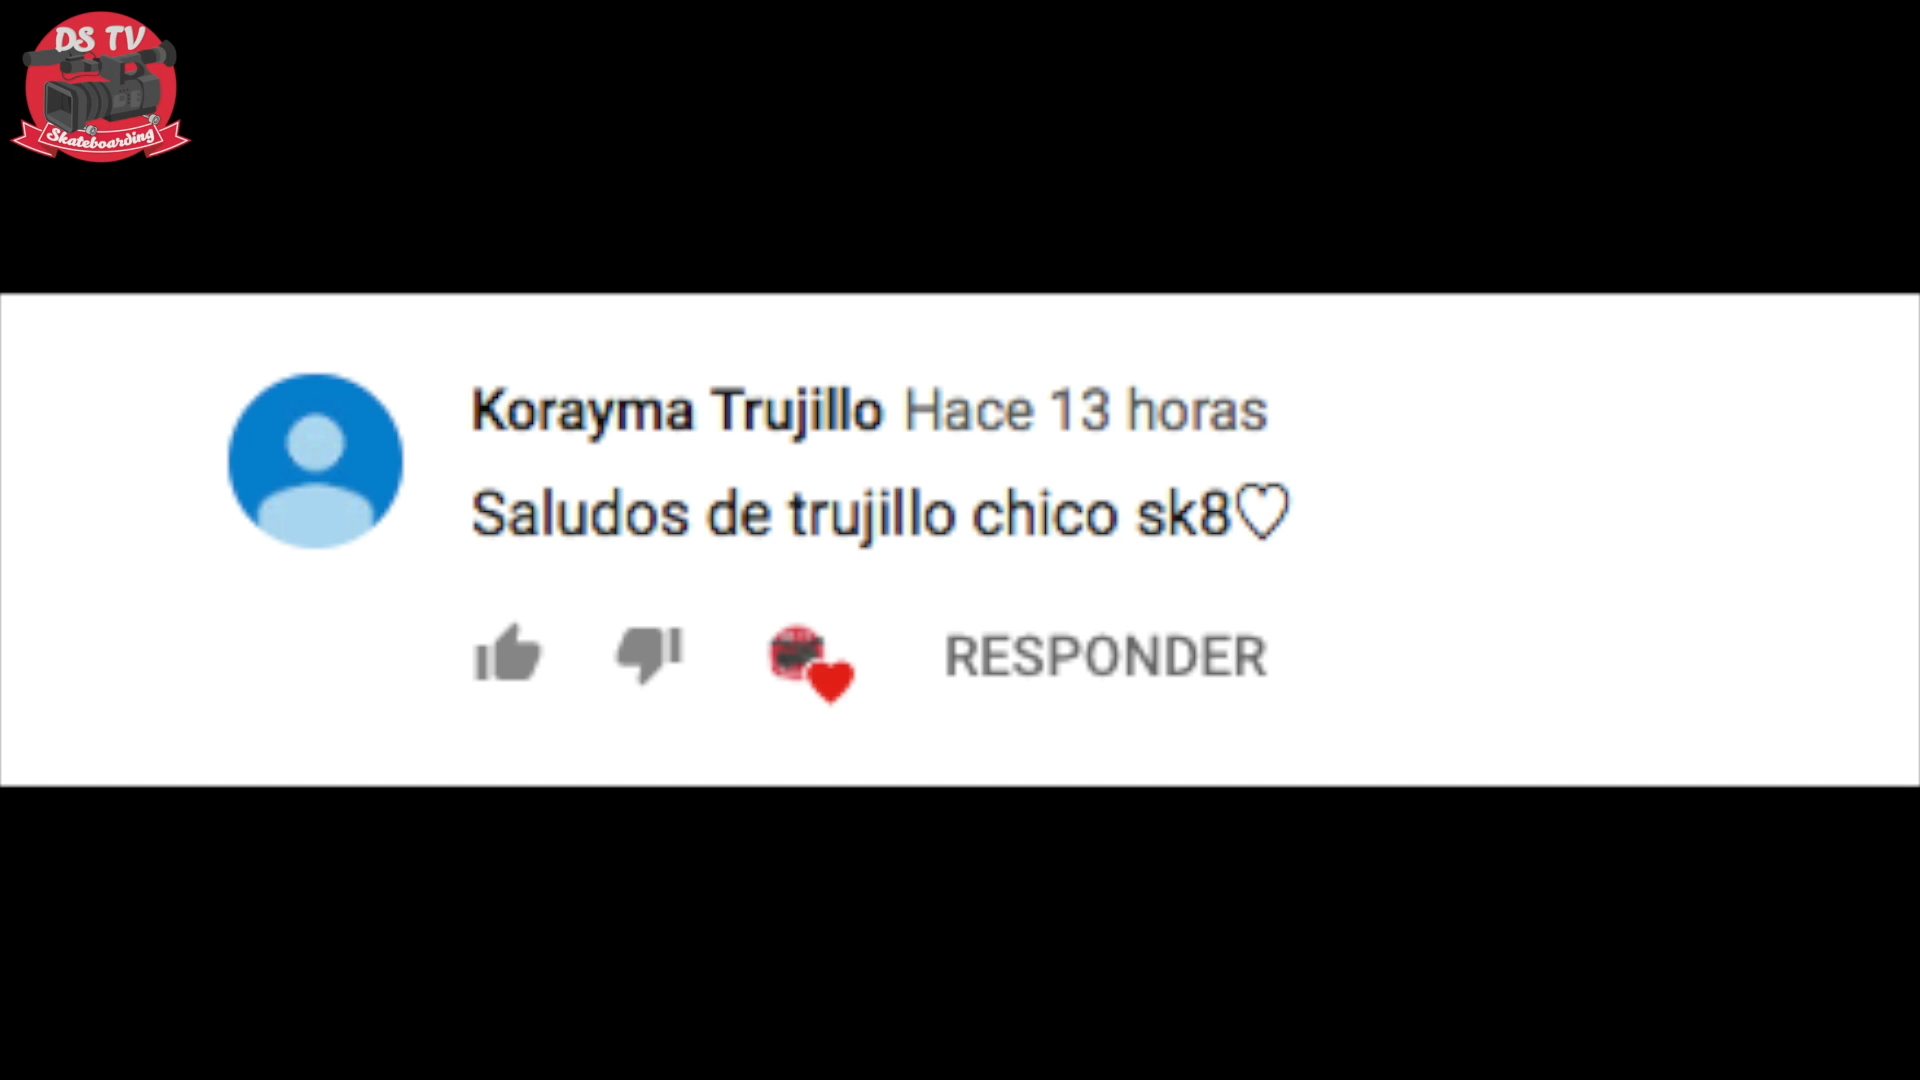 DS TV
Skateboarding
Korayma Trujillo Hace 13 horas
Saludos de trujillo chico sk8♡
RESPONDER